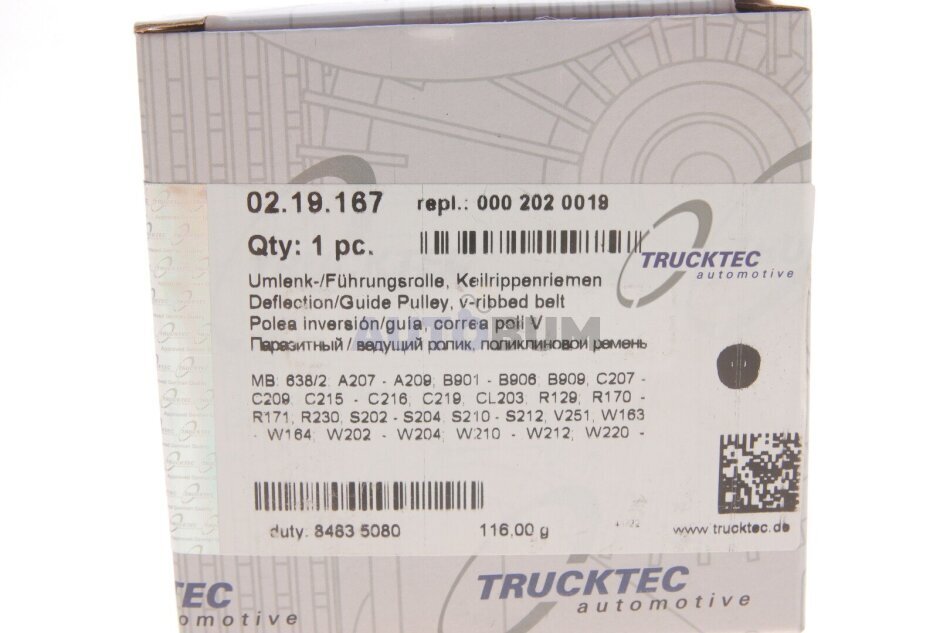 02.19.167 repl.: 000 202 0019
Qty: 1 pc.
TRUCKTEC
automotive
Umlenk-/Führungsrolle, Keilrippenriemen
Deflection/Guide Pulley, v-ribbed belt
Polea inversión/guía, correa poli V
AUTOBUM
Паразитный / ведущий ролик, поликлиновой ремень
MB: 638/2; A207 - A209; B901 - B906; B909, C207 -
C209, C215 - C216, C219, CL203, R129; R170 -
R171, R230, S202 - S204, S210 - S212, V251, W163
- W164; W202 - W204; W210 - W212; W220 -
duty: 8483 5080 116,00 g
www.trucktec.de
TEC
omotive
TRUCKTEC
automotive